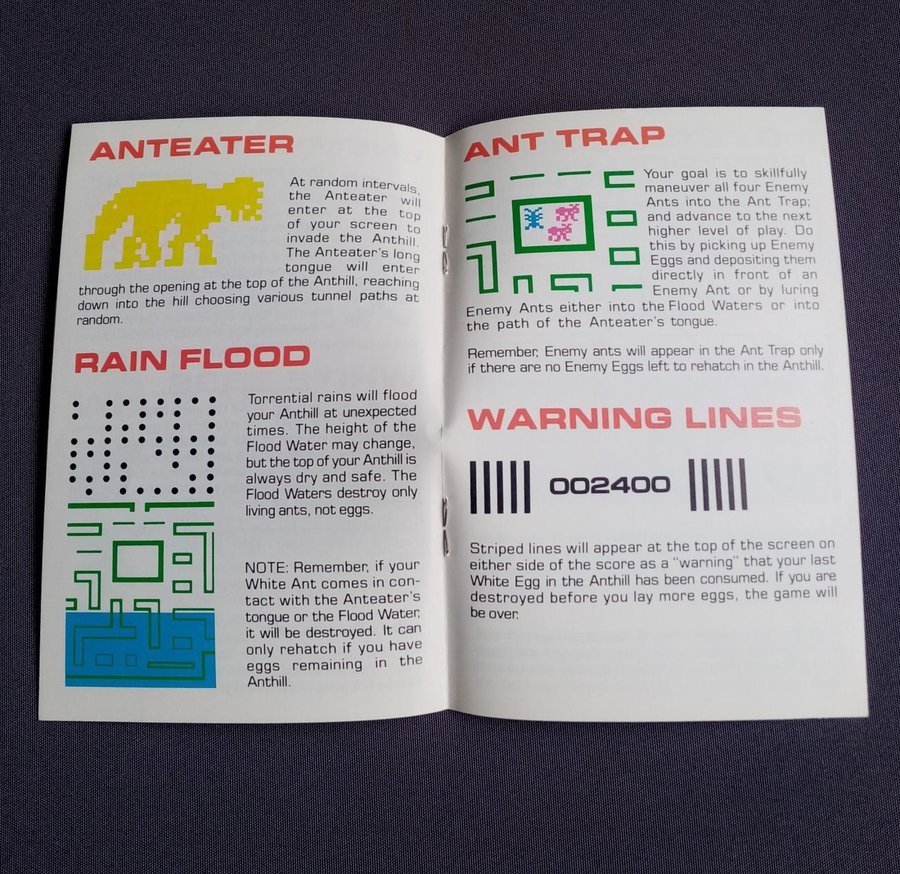 ANTEATER
At random intervals,
the Anteater will
enter at the top
of your screen to
invade the Anthill.
The Anteater's long
tongue will enter
through the opening at the top of the Anthill, reaching
down into the hill choosing various tunnel paths at
random.
RAIN FLOOD
Torrential rains will flood
your Anthill at unexpected
times. The height of the
Flood Water may change,
but the top of your Anthill is
always dry and safe. The
Flood Waters destroy only
living ants, not eggs.
NOTE: Remember, if your
White Ant comes in con-
tact with the Anteater's
tongue or the Flood Water,
it will be destroyed. It can
only rehatch if you have
eggs remaining in the
Anthill.
ANT TRAP
Your goal is to skillfully
maneuver all four Enemy
Ants into the Ant Trap;
and advance to the next
higher level of play. Do
this by picking up Enemy
Eggs and depositing them
directly in front of an
Enemy Ant or by luring
Enemy Ants either into the Flood Waters or into
the path of the Anteater's tongue.
Remember, Enemy ants will appear in the Ant Trap only
if there are no Enemy Eggs left to rehatch in the Anthill.
WARNING LINES
002400
Striped lines will appear at the top of the screen on
either side of the score as a "warning" that your last
White Egg in the Anthill has been consumed. If you are
destroyed before you lay more eggs, the game will
be over.